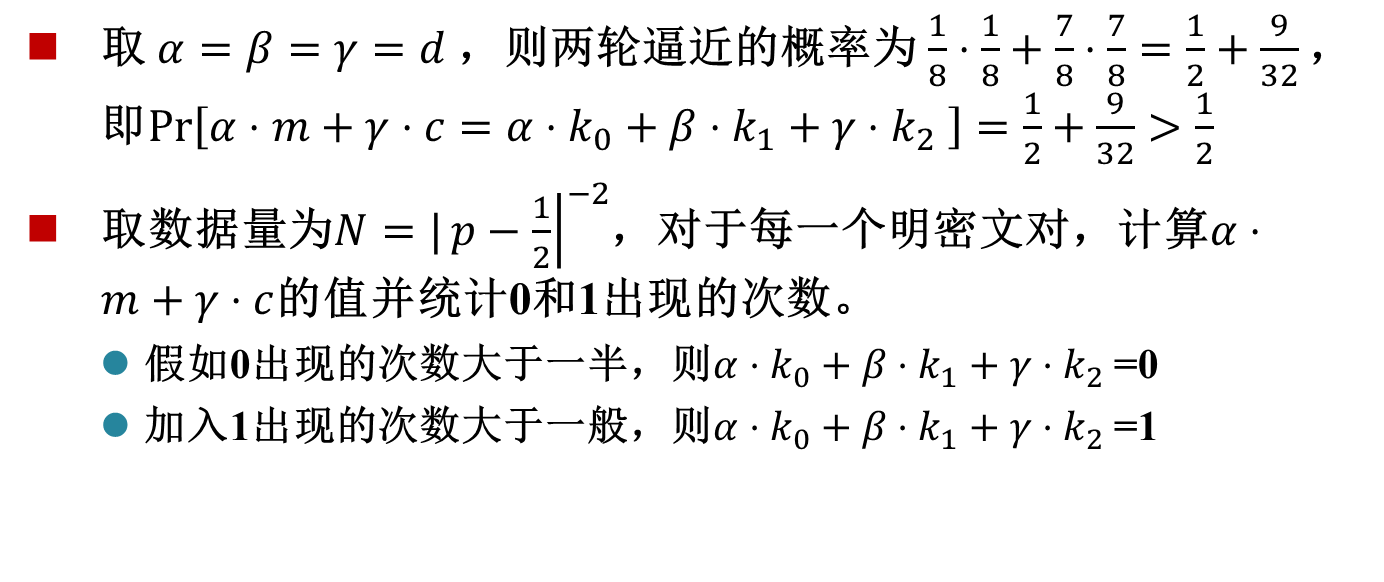 取 α = β = γ = d ，则两轮逼近的概率为 1/8 · 1/8 + 7/8 · 7/8 = 1/2 + 9/32 ，
即Pr[α · m + γ · c = α · k₀ + β · k₁ + γ · k₂ ] = 1/2 + 9/32 > 1/2
取数据量为N = | p − 1/2|⁻²，对于每一个明密文对，计算α ·
m + γ · c的值并统计0和1出现的次数。
假如0出现的次数大于一半，则α · k₀ + β · k₁ + γ · k₂ =0
加入1出现的次数大于一般，则α · k₀ + β · k₁ + γ · k₂ =1